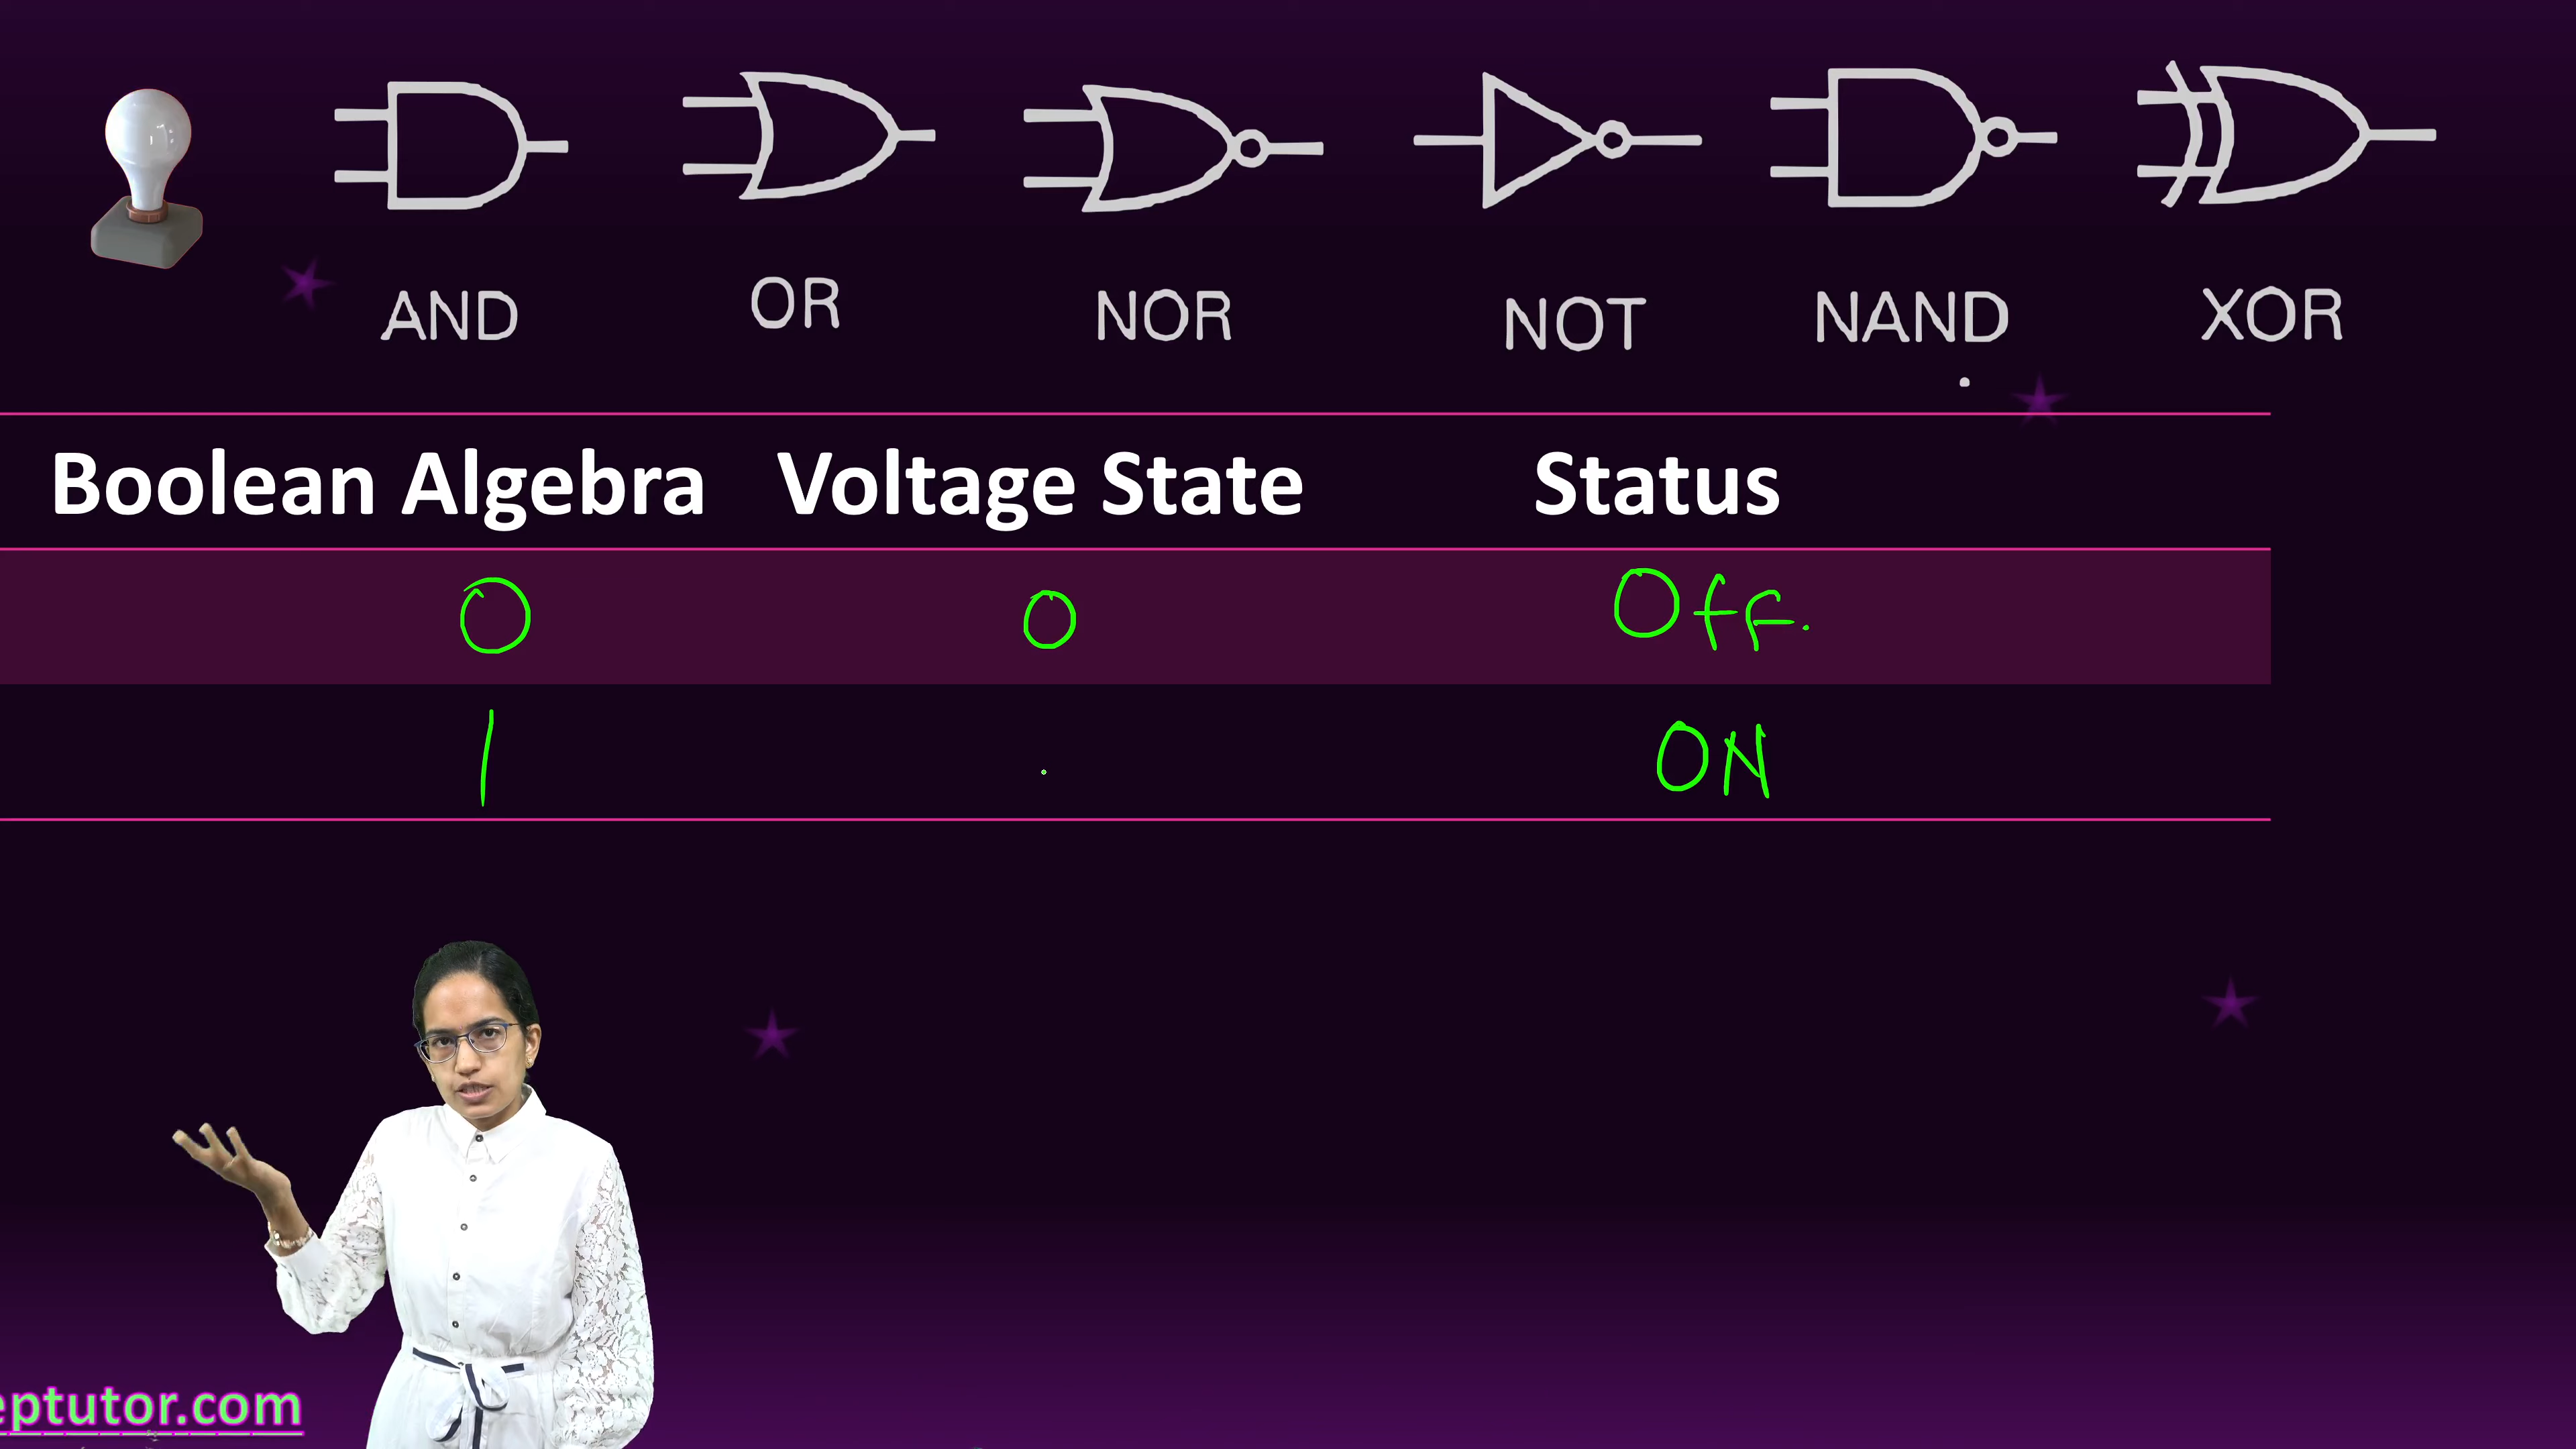 AND OR NOR NOT NAND XOR
Boolean Algebra Voltage State Status
0 0 Off.
1 ON
eptutor.com